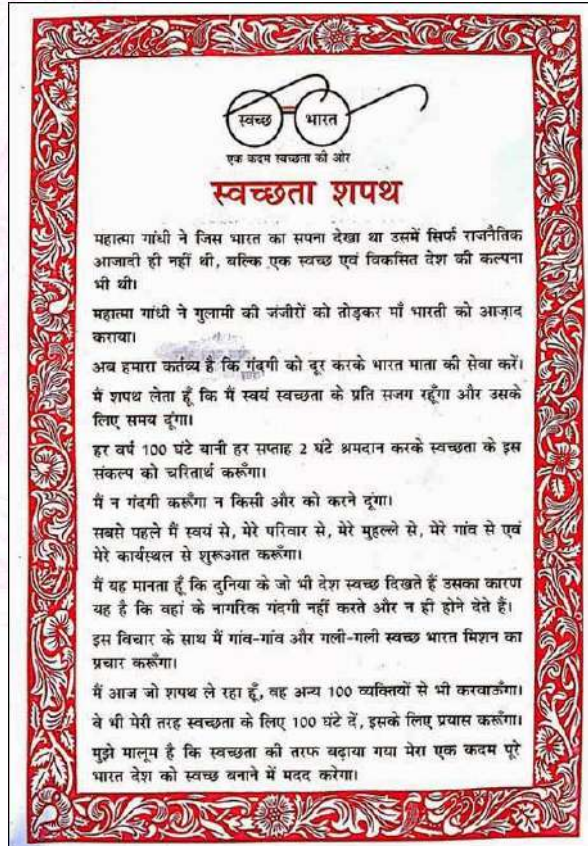 स्वच्छ भारत
एक कदम स्वच्छता की ओर
स्वच्छता शपथ
महात्मा गांधी ने जिस भारत का सपना देखा था उसमें सिर्फ राजनैतिक
आजादी ही नहीं थी, बल्कि एक स्वच्छ एवं विकसित देश की कल्पना
भी थी।
महात्मा गांधी ने गुलामी की जंजीरों को तोड़कर माँ भारती को आज़ाद
कराया।
अब हमारा कर्तव्य है कि गंदगी को दूर करके भारत माता की सेवा करें।
मैं शपथ लेता हूँ कि मैं स्वयं स्वच्छता के प्रति सजग रहूँगा और उसके
लिए समय दूंगा।
हर वर्ष 100 घंटे यानी हर सप्ताह 2 घंटे श्रमदान करके स्वच्छता के इस
संकल्प को चरितार्थ करूँगा।
मैं न गंदगी करूँगा न किसी और को करने दूंगा।
सबसे पहले मैं स्वयं से, मेरे परिवार से, मेरे मुहल्ले से, मेरे गांव से एवं
मेरे कार्यस्थल से शुरूआत करूँगा।
मैं यह मानता हूँ कि दुनिया के जो भी देश स्वच्छ दिखते हैं उसका कारण
यह है कि वहां के नागरिक गंदगी नहीं करते और न ही होने देते हैं।
इस विचार के साथ मैं गांव-गांव और गली-गली स्वच्छ भारत मिशन का
प्रचार करूँगा।
मैं आज जो शपथ ले रहा हूँ, वह अन्य 100 व्यक्तियों से भी करवाऊँगा।
वे भी मेरी तरह स्वच्छता के लिए 100 घंटे दें, इसके लिए प्रयास करूँगा।
मुझे मालूम है कि स्वच्छता की तरफ बढ़ाया गया मेरा एक कदम पूरे
भारत देश को स्वच्छ बनाने में मदद करेगा।